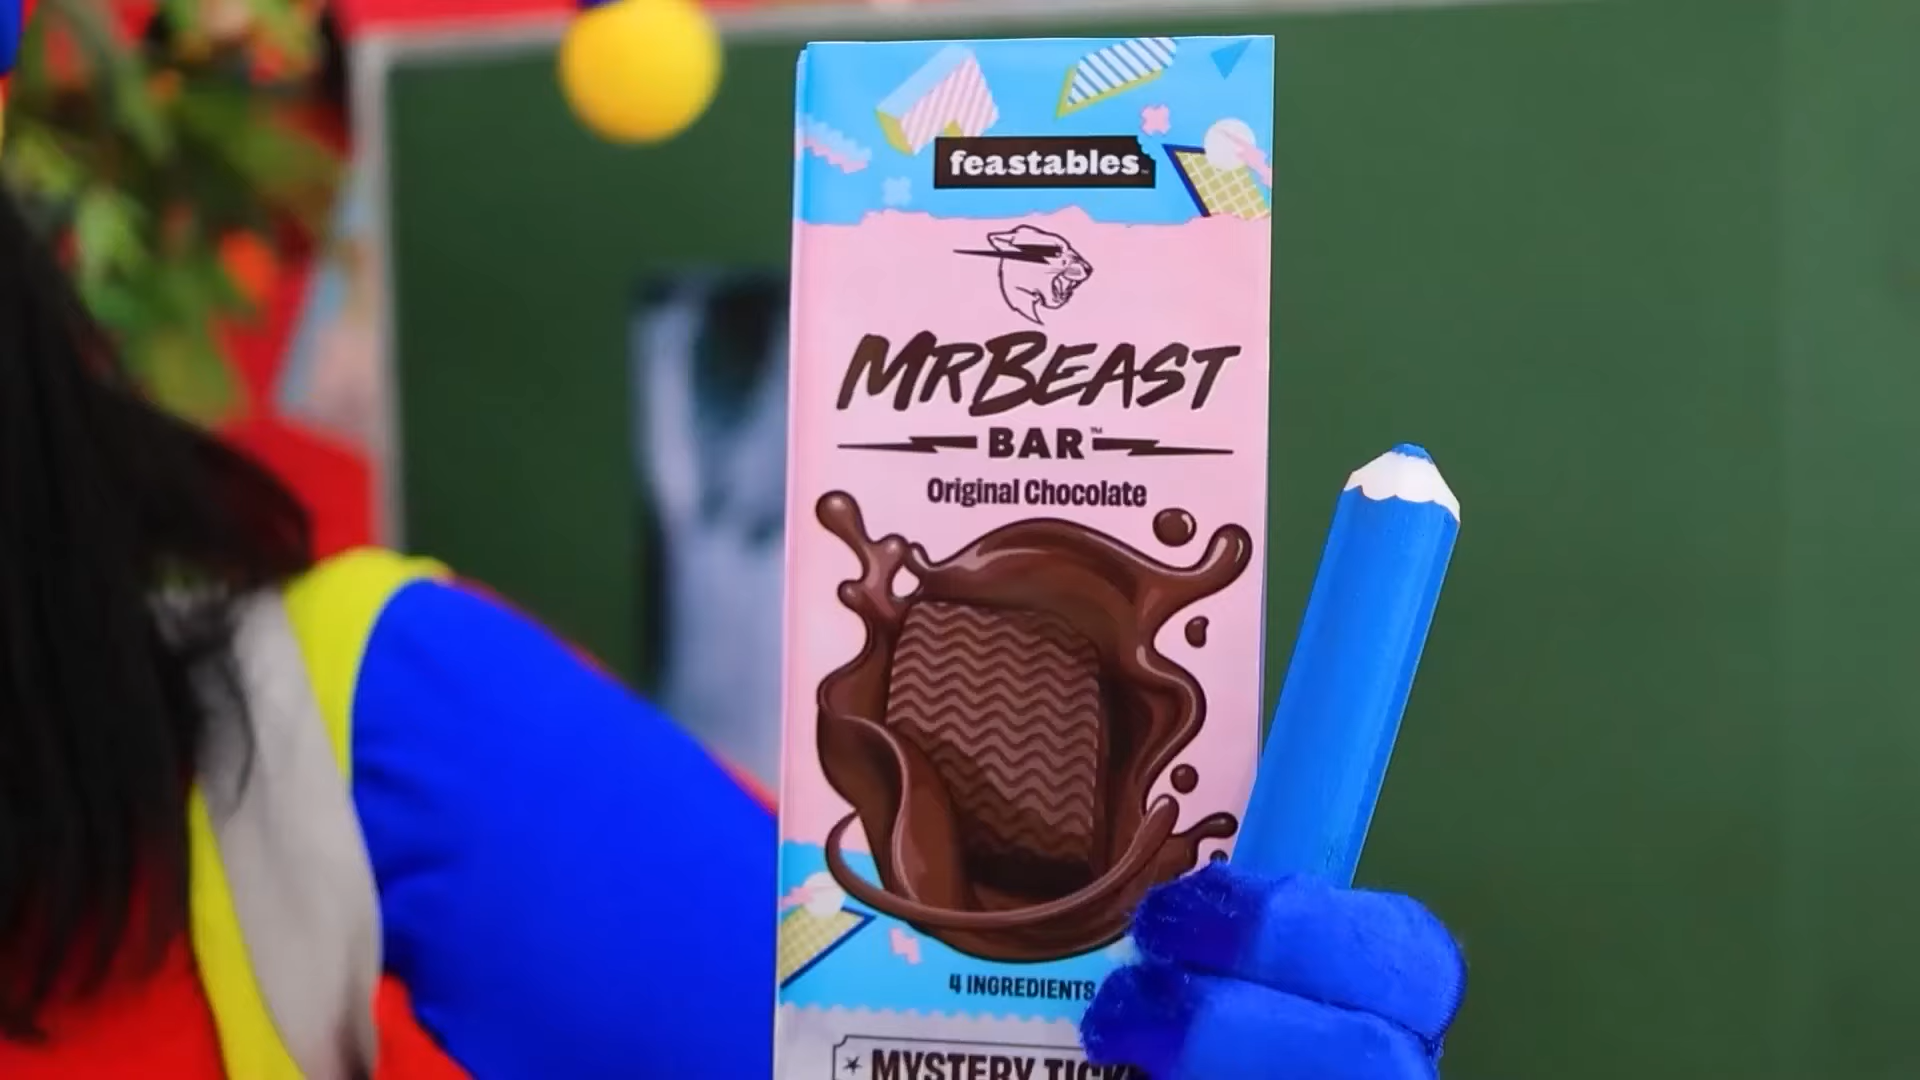 feastables
MRBEAST
BAR™
Original Chocolate
4 INGREDIENTS
MYSTERY